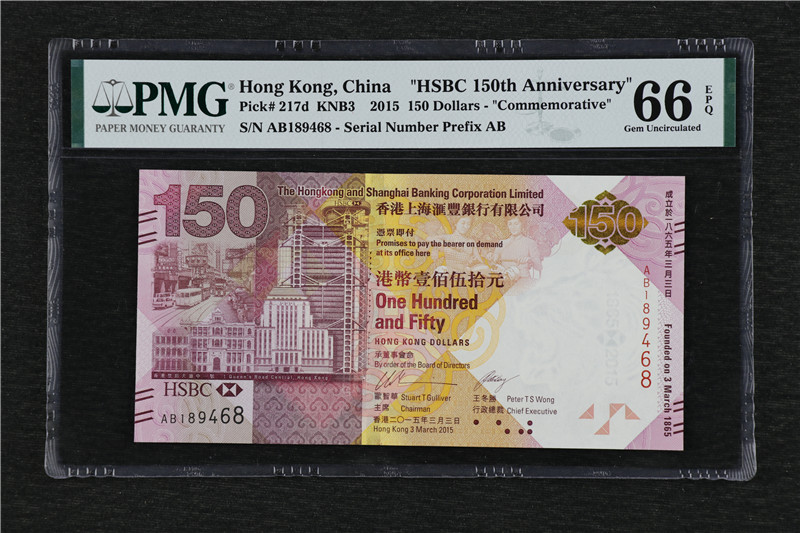 PMG®
PAPER MONEY GUARANTY
Hong Kong, China "HSBC 150th Anniversary"
Pick# 217d KNB3 2015 150 Dollars - "Commemorative"
S/N AB189468 - Serial Number Prefix AB
66 EPQ
Gem Uncirculated
150
The Hongkong and Shanghai Banking Corporation Limited
香港上海滙豐銀行有限公司
憑票即付
Promises to pay the bearer on demand
at its office here
港幣壹佰伍拾元
One Hundred
and Fifty
HONG KONG DOLLARS
承董事會命
By order of the Board of Directors
歐智華 Stuart T Gulliver
主席 Chairman
王冬勝 Peter T S Wong
行政總裁 Chief Executive
香港二〇一五年三月三日
Hong Kong 3 March 2015
HSBC
1 Queen's Road Central, Hong Kong
HSBC
AB189468
150
成立於一八六五年三月三日
AB189468
Founded on 3 March 1865